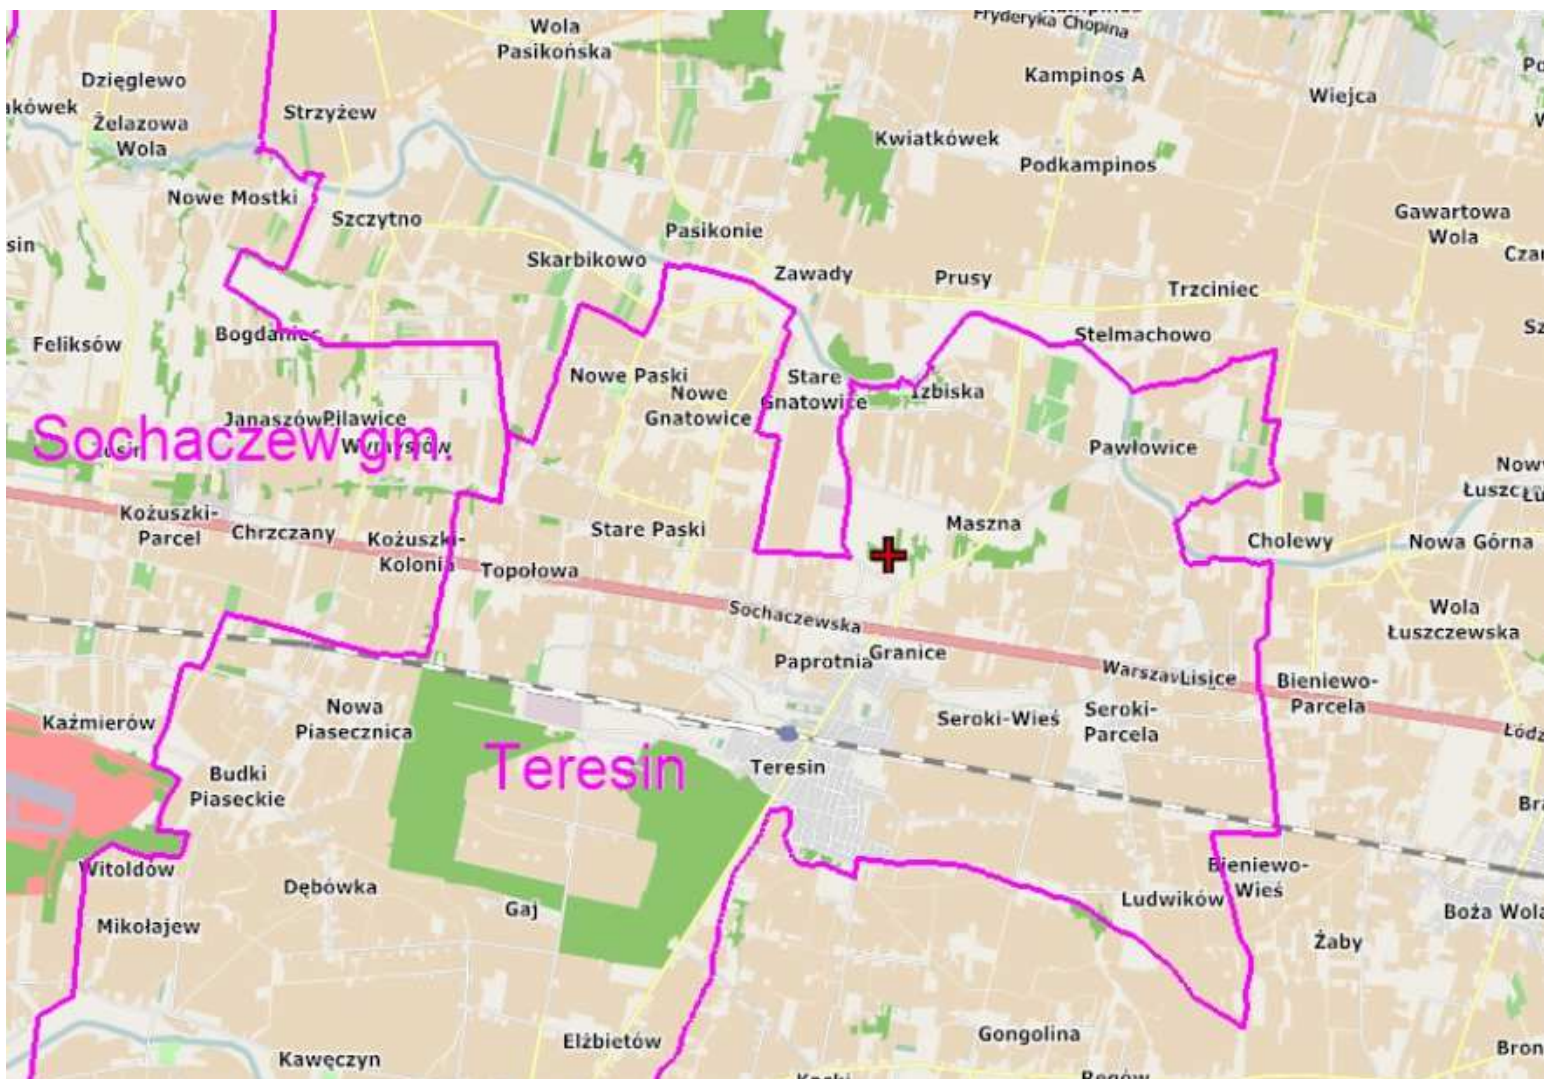 Wola
Pasikońska
Fryderyka Chopina
Kampinos A
Dzięglewo
Wiejca
Strzyżew
Żelazowa
Wola
Kwiatkówek
Podkampinos
Nowe Mostki
Szczytno
Gawartowa
Wola
Pasikonie
Skarbikowo
Zawady
Prusy
Trzciniec
Bogdaniec
Feliksów
Stelmachowo
Nowe Paski
Stare
Gnatowice
Izbiska
Nowe
Gnatowice
Janaszów
Pilawice
Sochaczew gm.
Wymysłów
Pawłowice
Kożuszki-
Parcel
Chrzczany
Kożuszki-
Kolonia
Stare Paski
Maszna
Cholewy
Nowa Górna
Topołowa
Sochaczewska
Wola
Łuszczewska
Paprotnia
Granice
Lisice
Bieniewo-
Parcela
Kaźmierów
Nowa
Piasecznica
Seroki-Wieś
Seroki-
Parcela
Teresin
Teresin
Budki
Piaseckie
Witoldów
Dębówka
Gaj
Bieniewo-
Wieś
Ludwików
Mikołajew
Boża Wola
Żaby
Elżbietów
Gongolina
Kawęczyn